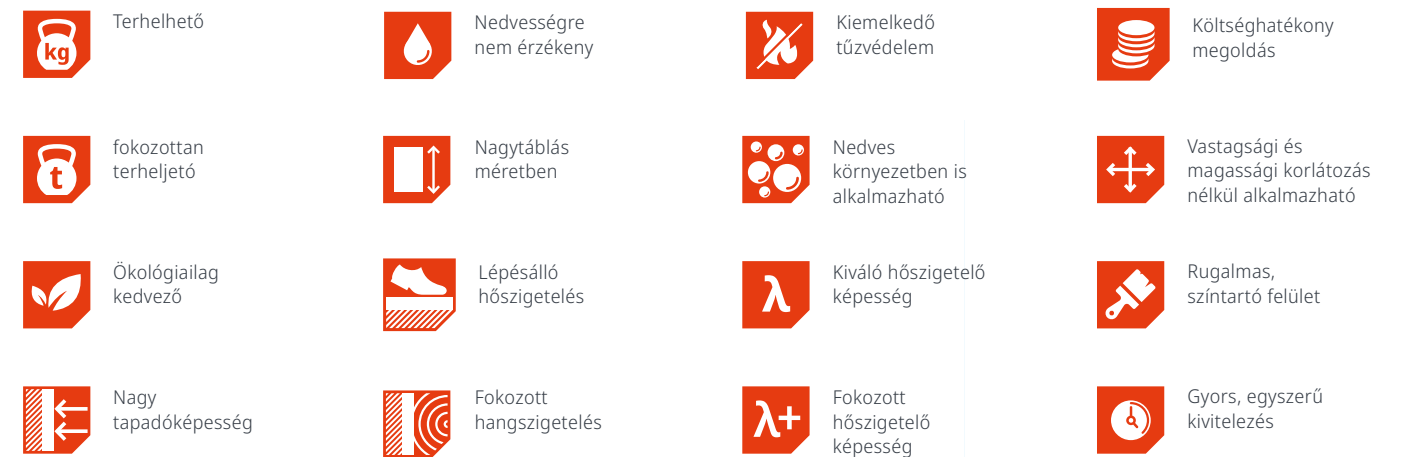 kg
Terhelhető
Nedvességre
nem érzékeny
Kiemelkedő
tűzvédelem
Költséghatékony
megoldás
t
fokozottan
terheljető
Nagytáblás
méretben
Nedves
környezetben is
alkalmazható
Vastagsági és
magassági korlátozás
nélkül alkalmazható
Ökológiailag
kedvező
Lépésálló
hőszigetelés
λ
Kiváló hőszigetelő
képesség
Rugalmas,
színtartó felület
Nagy
tapadóképesség
Fokozott
hangszigetelés
λ+
Fokozott
hőszigetelő
képesség
Gyors, egyszerű
kivitelezés